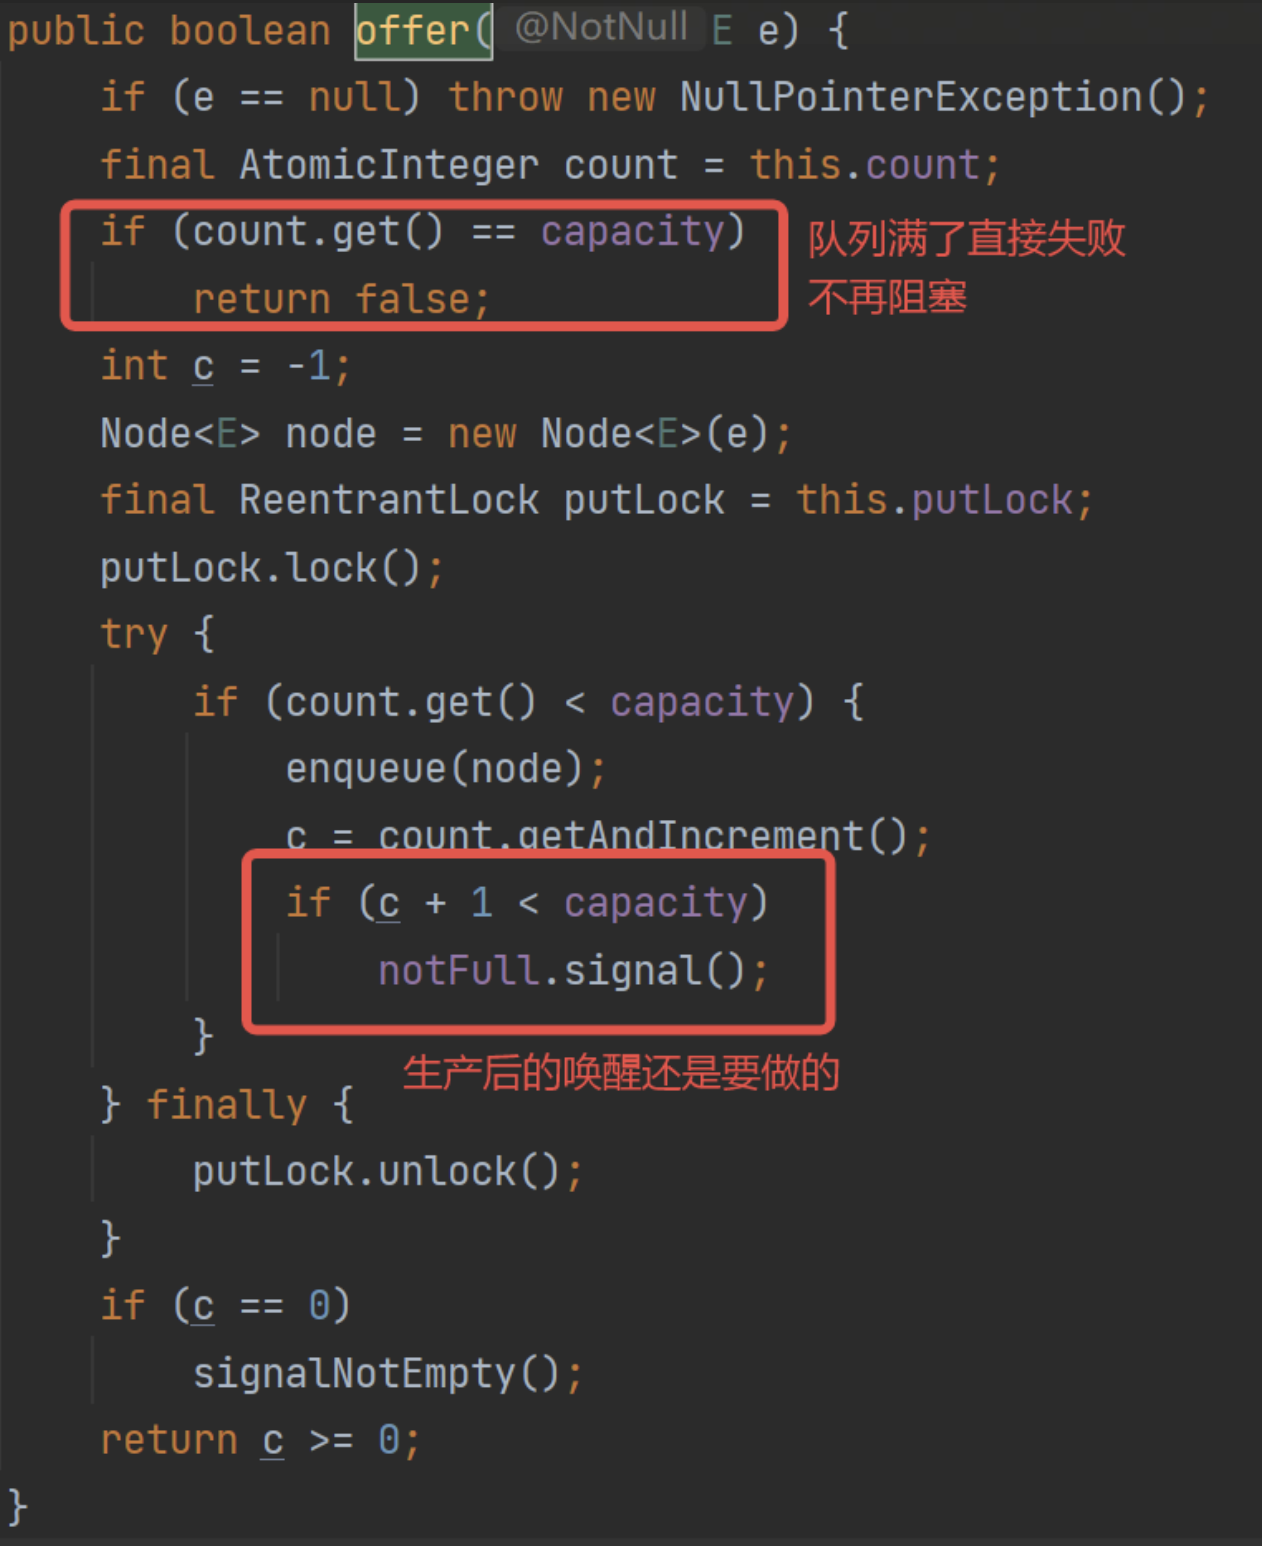 public boolean offer( @NotNull E e) {
if (e == null) throw new NullPointerException();
final AtomicInteger count = this.count;
if (count.get() == capacity)
return false;
队列满了直接失败
不再阻塞
int c = -1;
Node<E> node = new Node<E>(e);
final ReentrantLock putLock = this.putLock;
putLock.lock();
try {
if (count.get() < capacity) {
enqueue(node);
c = count.getAndIncrement();
if (c + 1 < capacity)
notFull.signal();
}
生产后的唤醒还是要做的
} finally {
putLock.unlock();
}
if (c == 0)
signalNotEmpty();
return c >= 0;
}